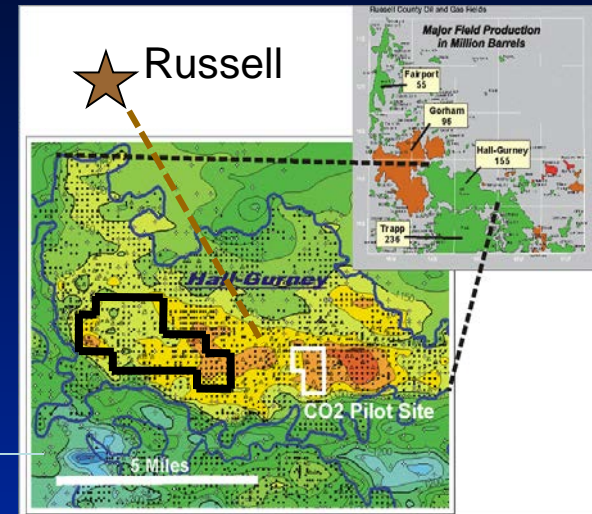 Russell County Oil and Gas Fields
Major Field Production
in Million Barrels
Russell
Fairport
55
Gorham
96
Hall-Gurney
155
Trapp
236
Hall-Gurney
CO2 Pilot Site
5 Miles